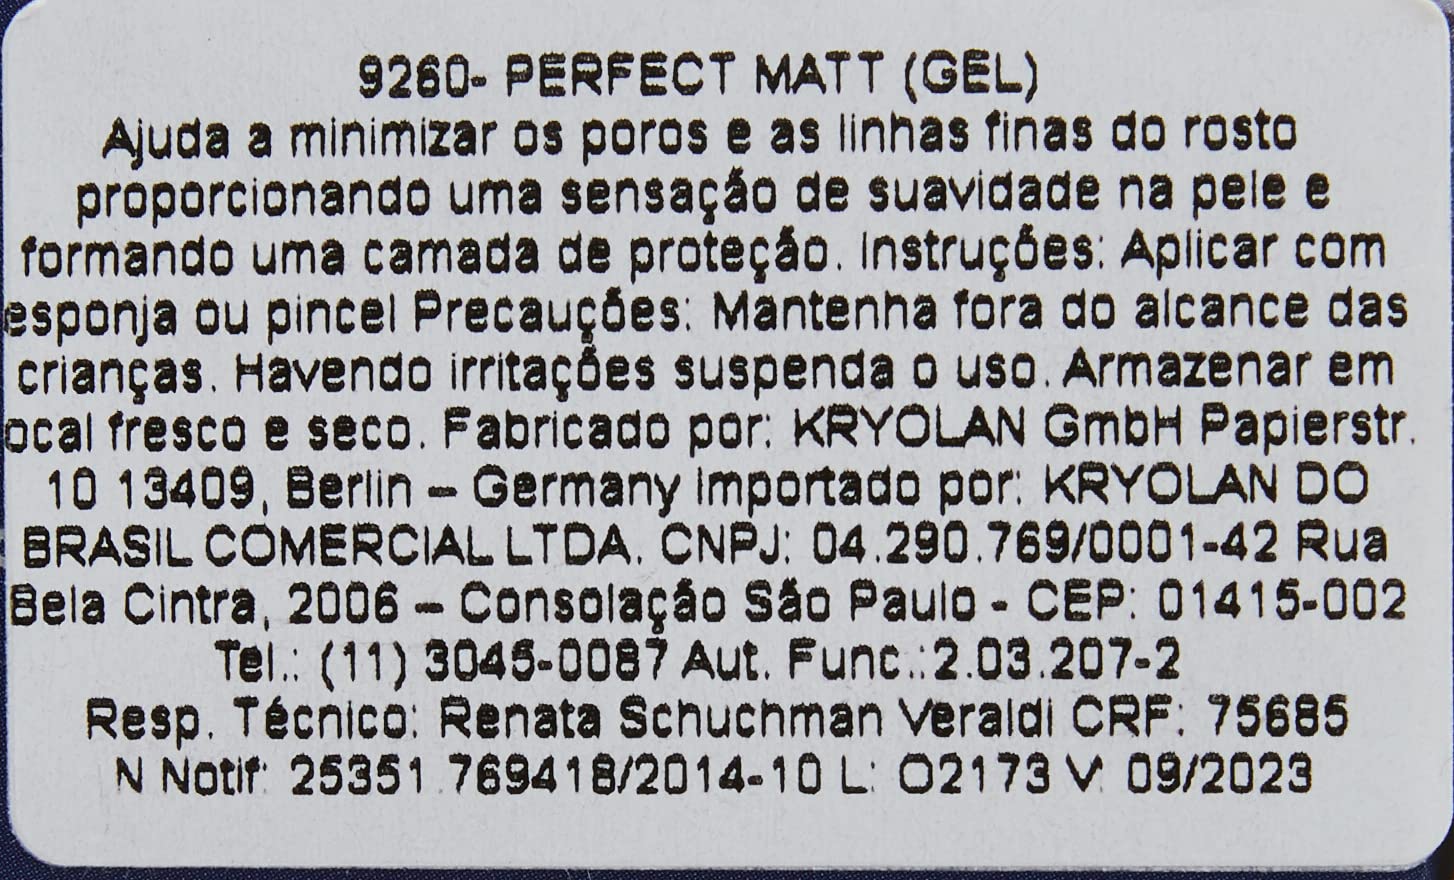 9260- PERFECT MATT (GEL)
Ajuda a minimizar os poros e as linhas finas do rosto
proporcionando uma sensação de suavidade na pele e
formando uma camada de proteção. Instruções: Aplicar com
esponja ou pincel Precauções: Mantenha fora do alcance das
crianças. Havendo irritações suspenda o uso. Armazenar em
ocal fresco e seco. Fabricado por: KRYOLAN GmbH Papierstr.
10 13409, Berlin – Germany Importado por: KRYOLAN DO
BRASIL COMERCIAL LTDA. CNPJ: 04.290.769/0001-42 Rua
Bela Cintra, 2006 – Consolação São Paulo - CEP: 01415-002
Tel.: (11) 3045-0087 Aut. Func.:2.03.207-2
Resp. Técnico: Renata Schuchman Veraldi CRF: 75685
N Notif: 25351.769418/2014-10 L: O2173 V: 09/2023